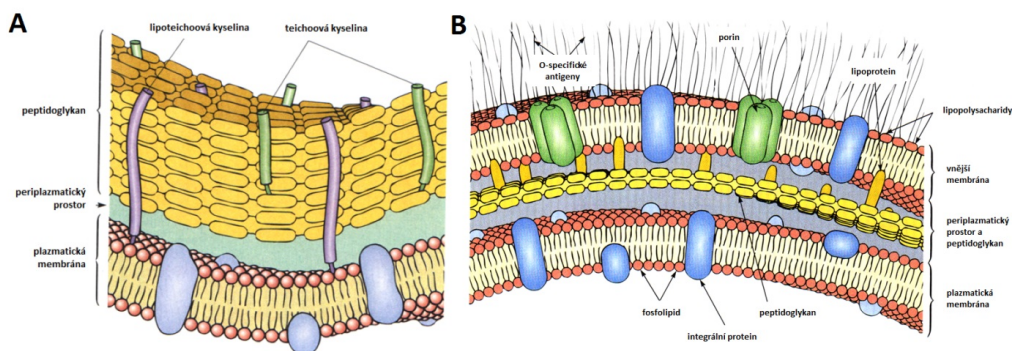 A
lipoteichoová kyselina
teichoová kyselina
peptidoglykan
periplazmatický
prostor
plazmatická
membrána
B
O-specifické
antigeny
porin
lipoprotein
lipopolysacharidy
vnější
membrána
periplazmatický
prostor a
peptidoglykan
plazmatická
membrána
fosfolipid
peptidoglykan
integrální protein